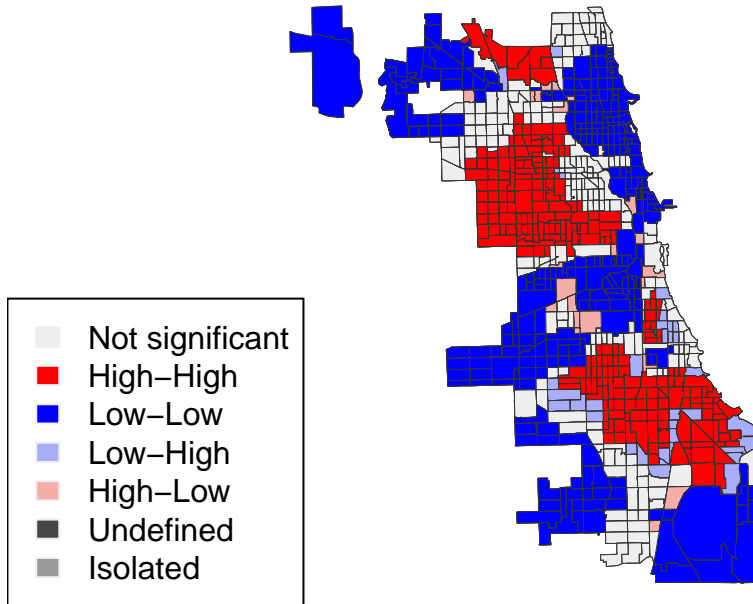 Not significant
High−High
Low−Low
Low−High
High−Low
Undefined
Isolated